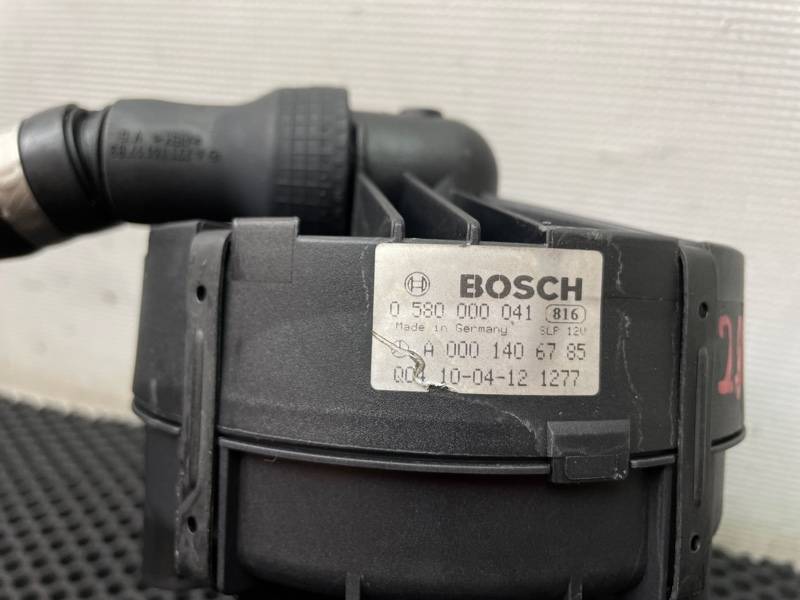 BOSCH
0 580 000 041 816
Made in Germany SLP 12V
A 000 140 67 85
Q04 10-04-12 1277